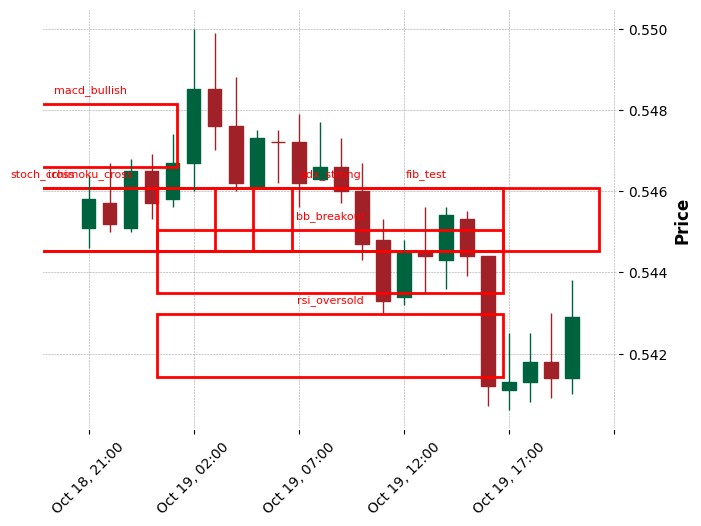 0.550
macd_bullish
0.548
stoch_cross
ichimoku_cross
adx_strong
fib_test
0.546
bb_breakout
Price
0.544
rsi_oversold
0.542
Oct 18, 21:00
Oct 19, 02:00
Oct 19, 07:00
Oct 19, 12:00
Oct 19, 17:00